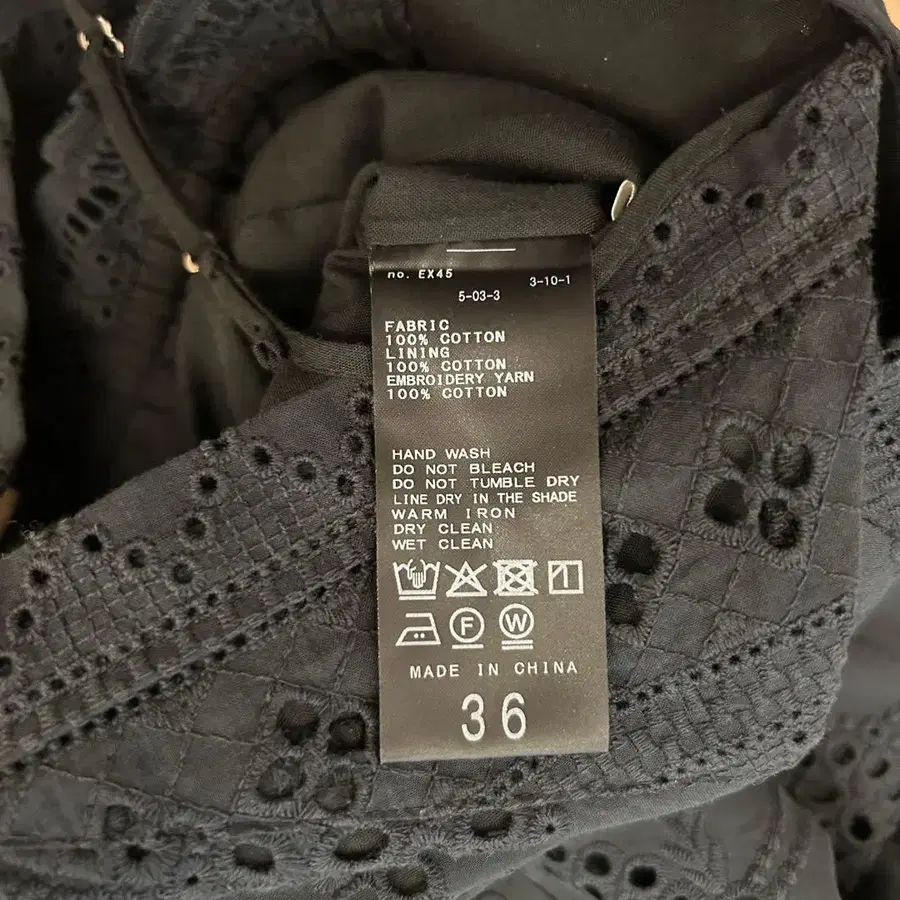 no. EX45
3-10-1
5-03-3
FABRIC
100% COTTON
LINING
100% COTTON
EMBROIDERY YARN
100% COTTON
HAND WASH
DO NOT BLEACH
DO NOT TUMBLE DRY
LINE DRY IN THE SHADE
WARM IRON
DRY CLEAN
WET CLEAN
F W
MADE IN CHINA
36